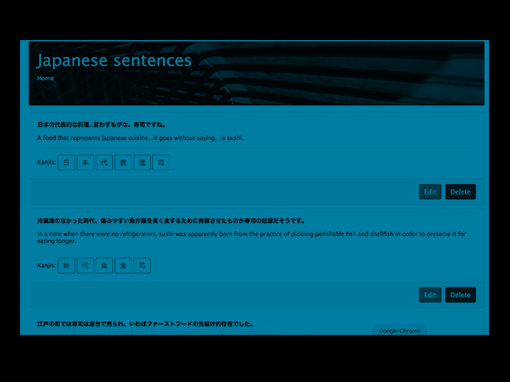 Japanese sentences
Home
日本の代表的な料理…言わずもがな、寿司ですね。
A food that represents Japanese cuisine...it goes without saying...is sushi.
Kanjis: 日 本 代 表 理 司
Edit Delete
冷蔵庫のなかった時代、傷みやすい魚介類を長く食するために発酵させたものが寿司の起源だそうです。
In a time when there were no refrigerators, sushi was apparently born from the practice of pickling perishable fish and shellfish in order to preserve it for
eating longer.
Kanjis: 時 代 魚 食 司
Edit Delete
江戸の町では寿司は屋台で売られ、いわばファーストフードの先駆け的存在でした。
Google Chrome